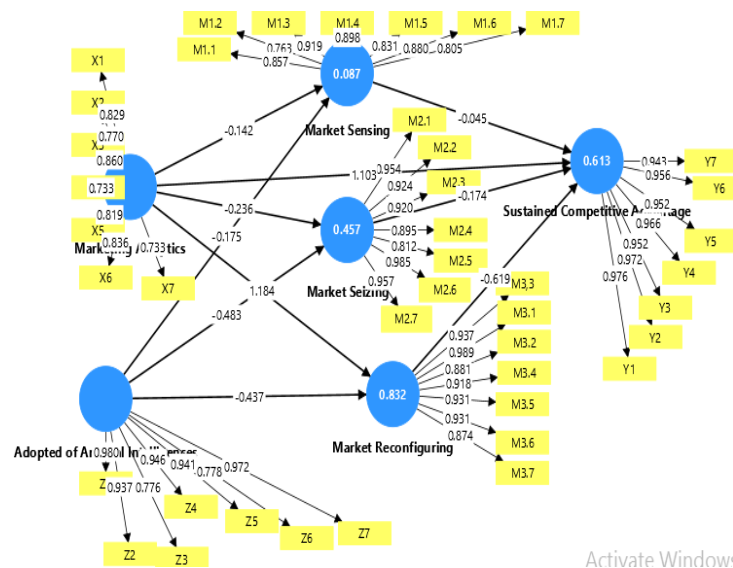 M1.2 M1.3 M1.4 M1.5 M1.6 M1.7
M1.1 0.763 0.919 0.898 0.831 0.880 0.805
0.857
X1 0.087
X2 -0.142 Market Sensing -0.045
0.829 M2.1
0.770 M2.2
X3 0.954 0.613 0.943 Y7
0.860 1.103 0.924 M2.3 0.956 Y6
0.733 0.920 -0.174
0.819 -0.236 0.952
X5 -0.175 0.457 0.895 M2.4 Sustained Competitive 0.966 Y5
0.836 0.733 0.812 M2.5 0.952
Marketing 0.985 0.972 Y4
X6 X7 Market Seizing 0.957 M2.6 0.976
1.184 -0.619 M3.3 Y3
-0.483 M2.7 M3.1 Y2
0.937 M3.2 Y1
0.989
0.881 M3.4
-0.437 0.832 0.918
0.931 M3.5
0.931 M3.6
Market Reconfiguring 0.874
Adopted of M3.7
0.980 0.946 0.941 0.778 0.972
0.937 0.776
Z4 Z5 Z6 Z7
Z2 Z3
Activate Windows